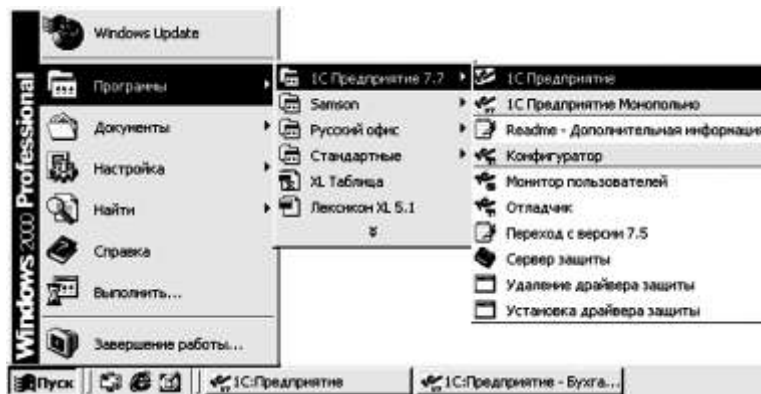 Windows 2000 Professional
Windows Update
Программы
Документы
Настройка
Найти
Справка
Выполнить...
Завершение работы...
1С Предприятие 7.7
Samson
Русский офис
Стандартные
XL Таблица
Лексикон XL 5.1
1С Предприятие
1С Предприятие Монопольно
Readme - Дополнительная информация
Конфигуратор
Монитор пользователей
Отладчик
Переход с версии 7.5
Сервер защиты
Удаление драйвера защиты
Установка драйвера защиты
Пуск
1С:Предприятие
1С:Предприятие - Бухга...